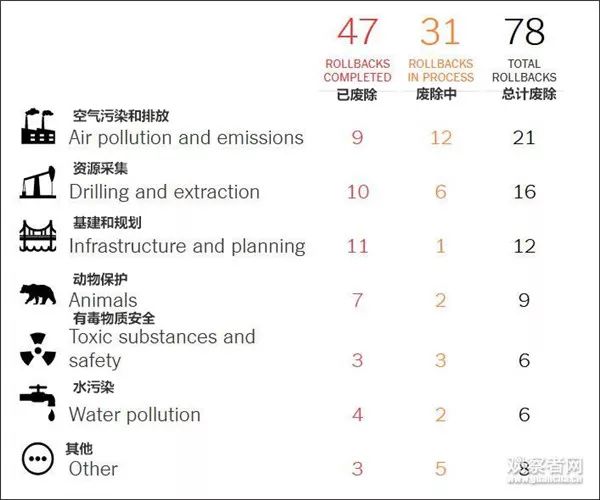 47 31 78
ROLLBACKS COMPLETED ROLLBACKS IN PROCESS TOTAL ROLLBACKS
已废除 废除中 总计废除
空气污染和排放
Air pollution and emissions 9 12 21
资源采集
Drilling and extraction 10 6 16
基建和规划
Infrastructure and planning 11 1 12
动物保护
Animals 7 2 9
有毒物质安全
Toxic substances and
safety 3 3 6
水污染
Water pollution 4 2 6
其他
Other 3 5 8
观察者网
www.guancha.cn